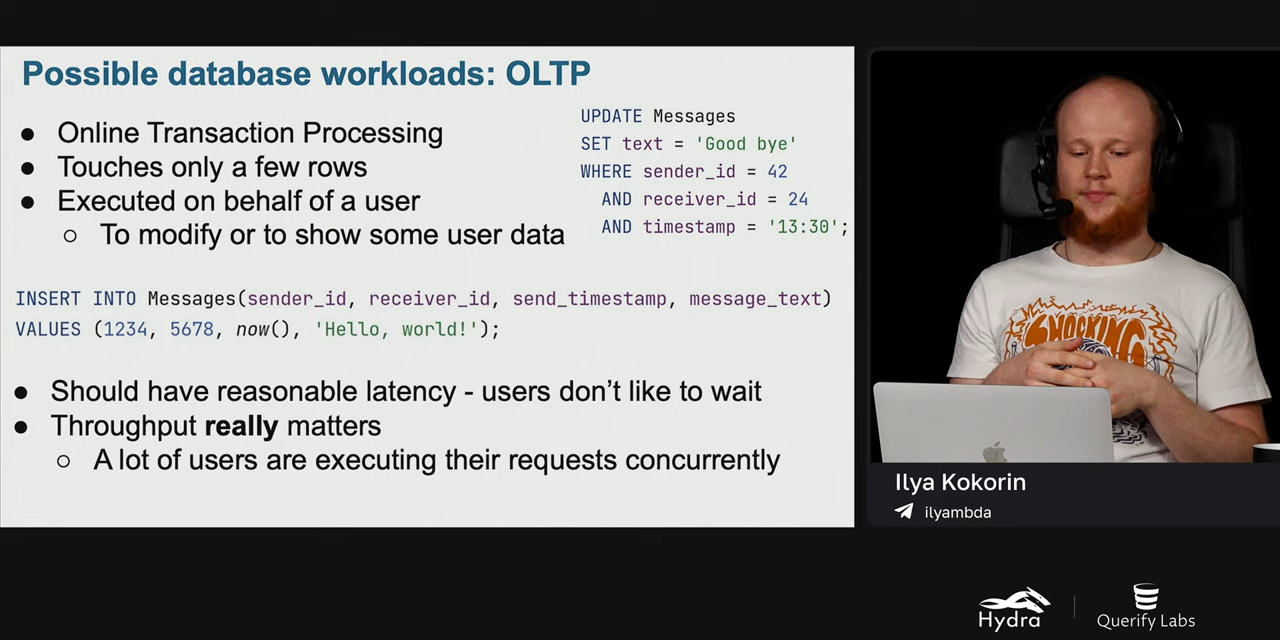 Possible database workloads: OLTP
● Online Transaction Processing
● Touches only a few rows
● Executed on behalf of a user
○ To modify or to show some user data
UPDATE Messages
SET text = 'Good bye'
WHERE sender_id = 42
AND receiver_id = 24
AND timestamp = '13:30';
INSERT INTO Messages(sender_id, receiver_id, send_timestamp, message_text)
VALUES (1234, 5678, now(), 'Hello, world!');
● Should have reasonable latency - users don't like to wait
● Throughput really matters
○ A lot of users are executing their requests concurrently
SHOCKING
Ilya Kokorin
ilyambda
Hydra
Querify Labs